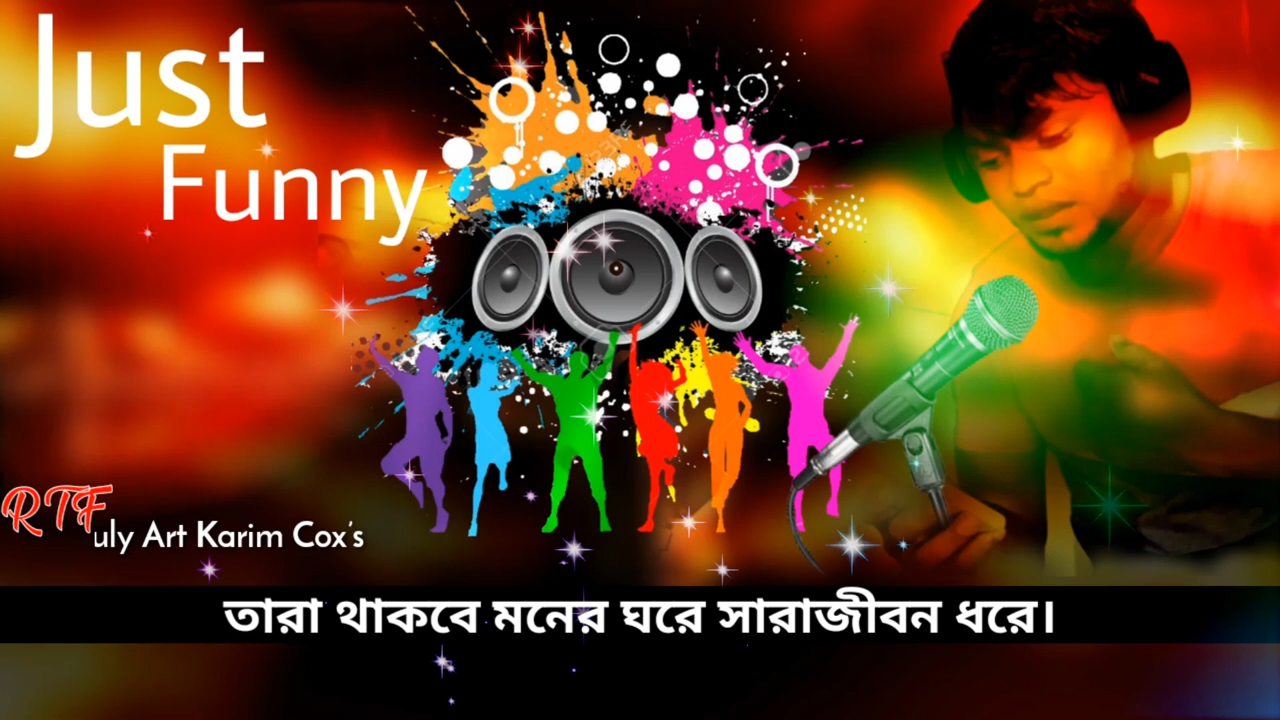 Just
Funny
RTF
uly Art Karim Cox's
তারা থাকবে মনের ঘরে সারাজীবন ধরে।